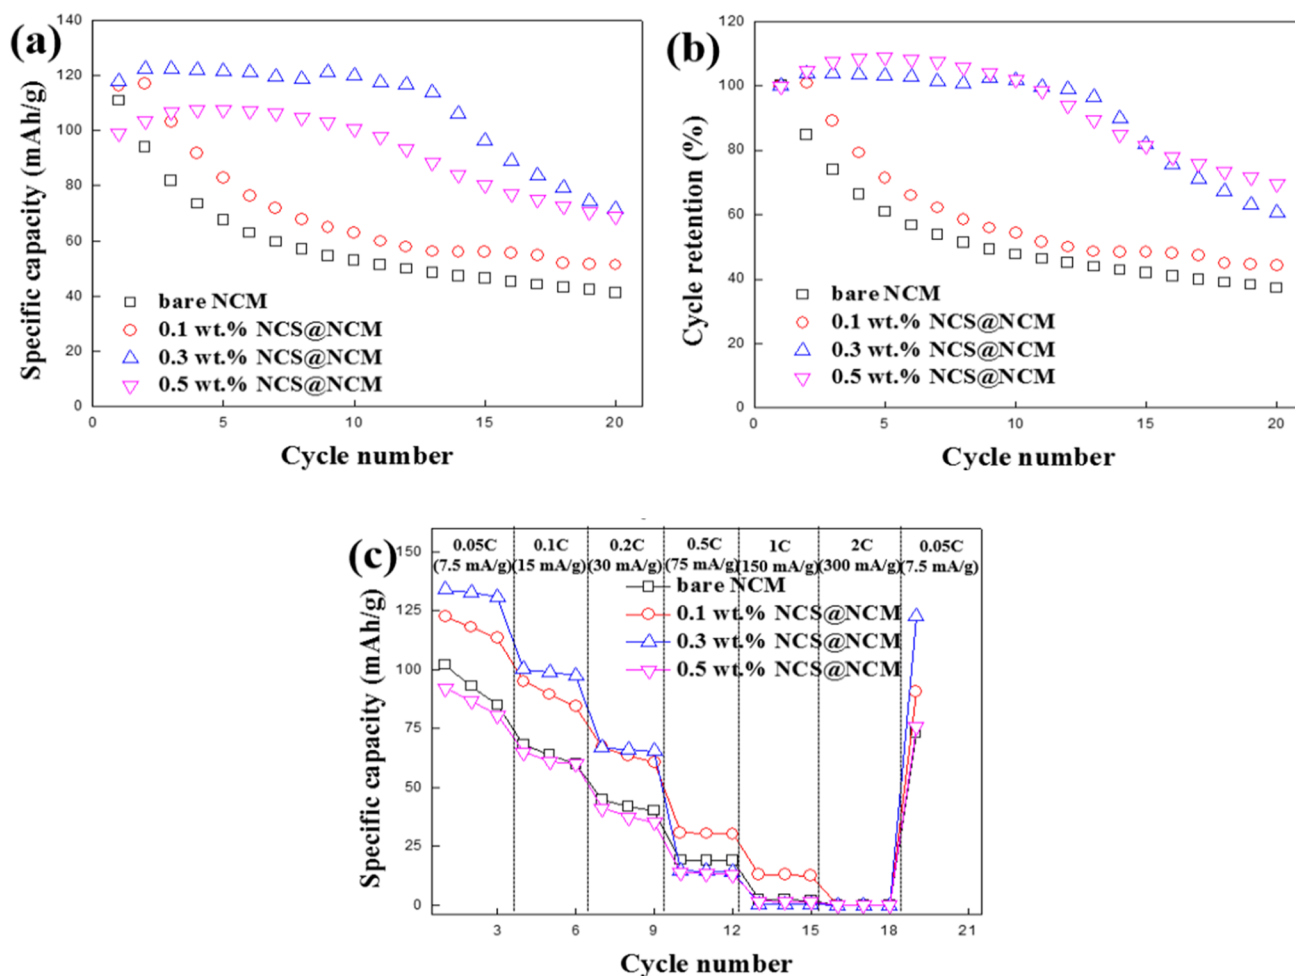 (a)
Specific capacity (mAh/g)
140
120
100
80
60
40
20
0
bare NCM
0.1 wt.% NCS@NCM
0.3 wt.% NCS@NCM
0.5 wt.% NCS@NCM
0 5 10 15 20
Cycle number
(b)
Cycle retention (%)
120
100
80
60
40
20
0
bare NCM
0.1 wt.% NCS@NCM
0.3 wt.% NCS@NCM
0.5 wt.% NCS@NCM
0 5 10 15 20
Cycle number
(c)
Specific capacity (mAh/g)
150
125
100
75
50
25
0
0.05C 0.1C 0.2C 0.5C 1C 2C 0.05C
(7.5 mA/g) (15 mA/g) (30 mA/g) (75 mA/g) (150 mA/g) (300 mA/g) (7.5 mA/g)
bare NCM
0.1 wt.% NCS@NCM
0.3 wt.% NCS@NCM
0.5 wt.% NCS@NCM
3 6 9 12 15 18 21
Cycle number